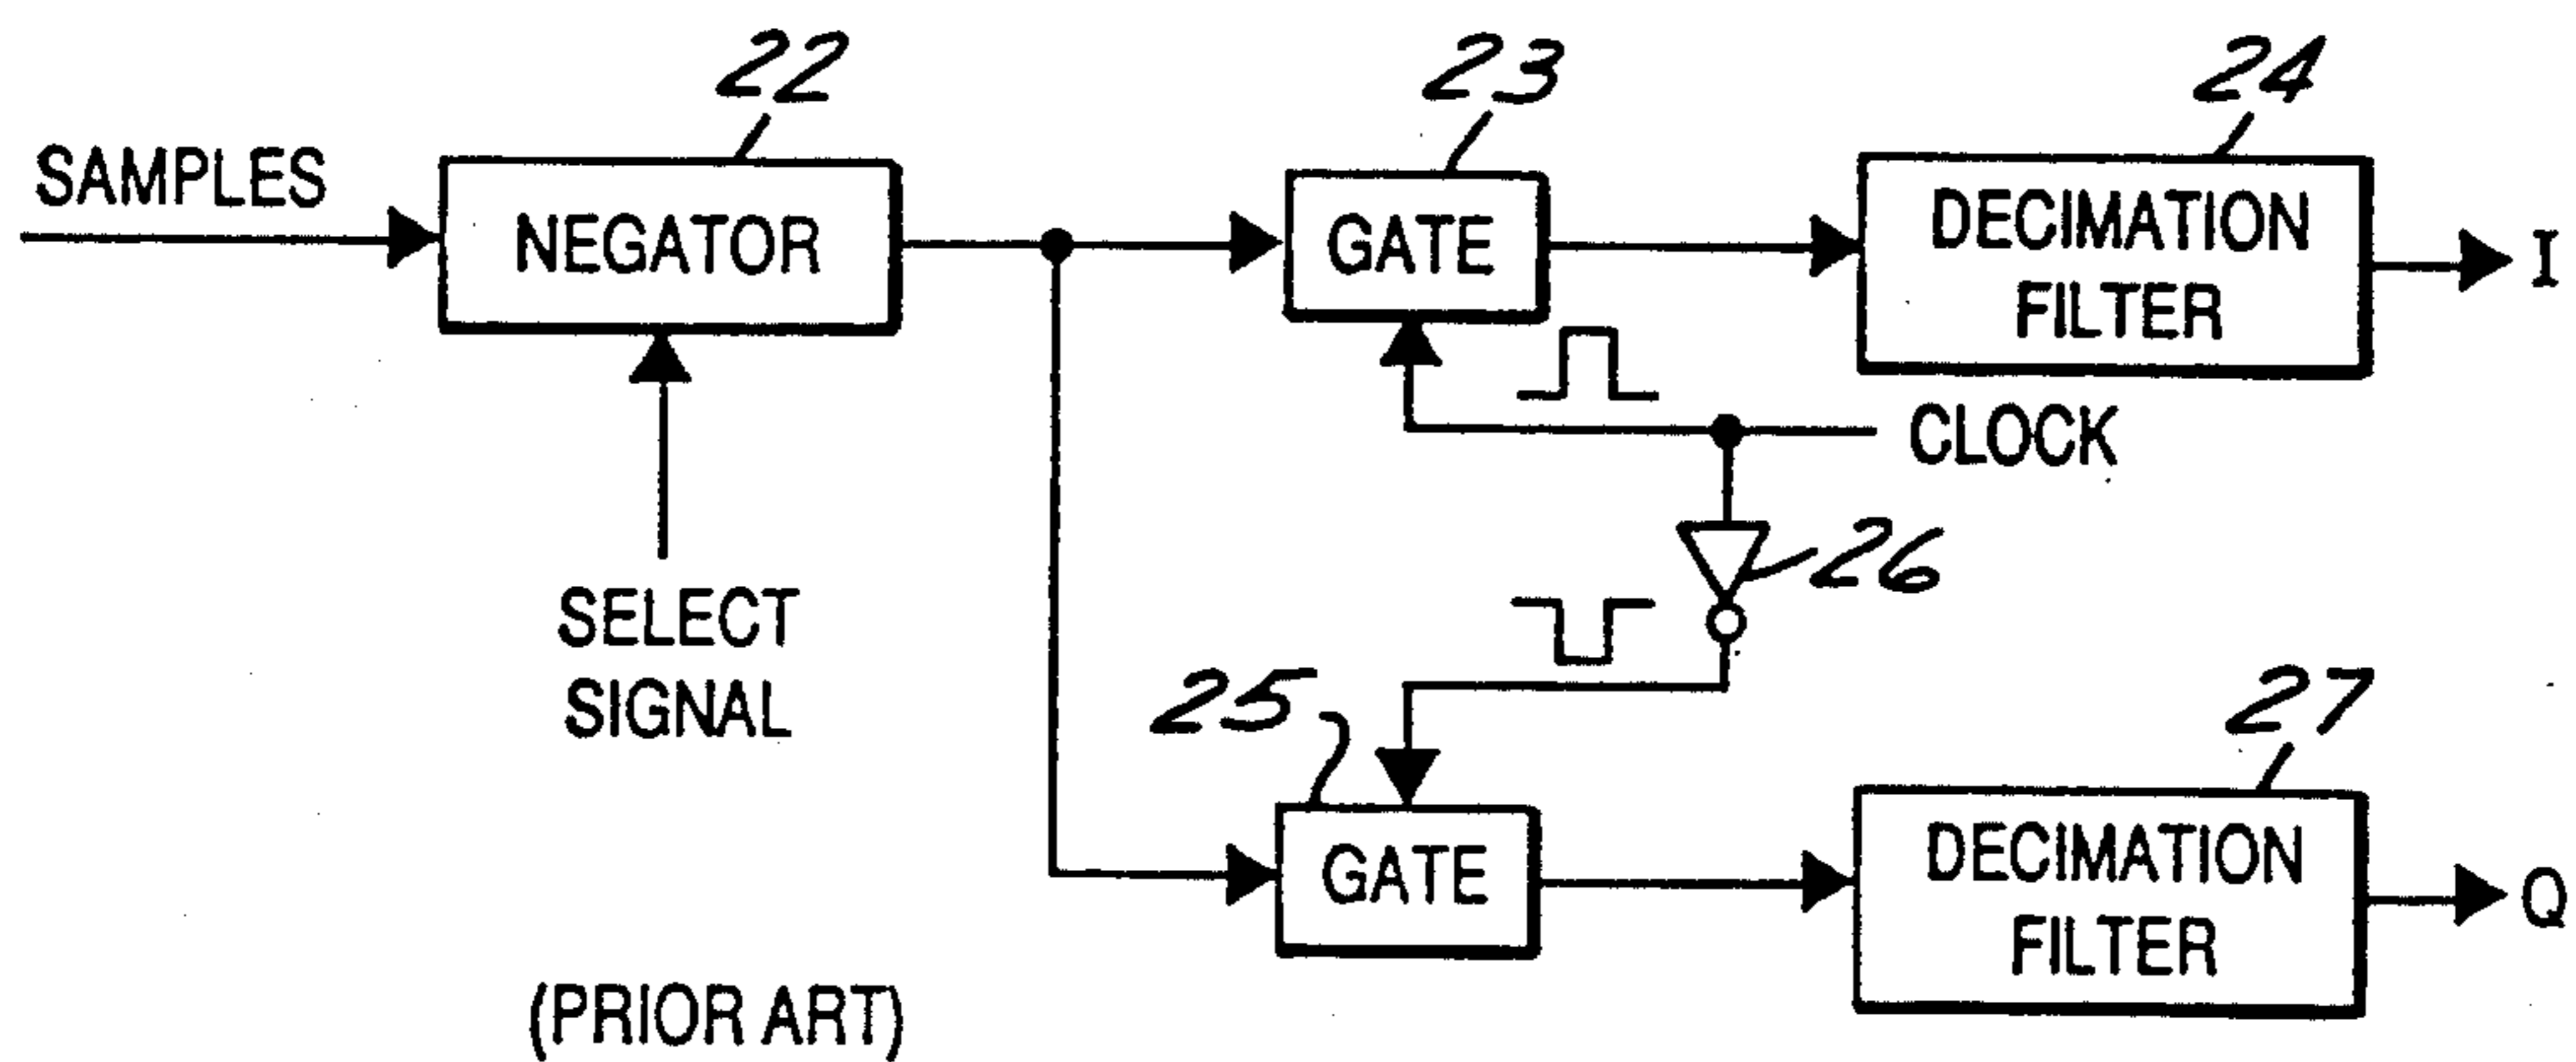 22
23
24
SAMPLES
NEGATOR
GATE
DECIMATION
FILTER
I
CLOCK
SELECT
SIGNAL
26
25
27
GATE
DECIMATION
FILTER
Q
(PRIOR ART)